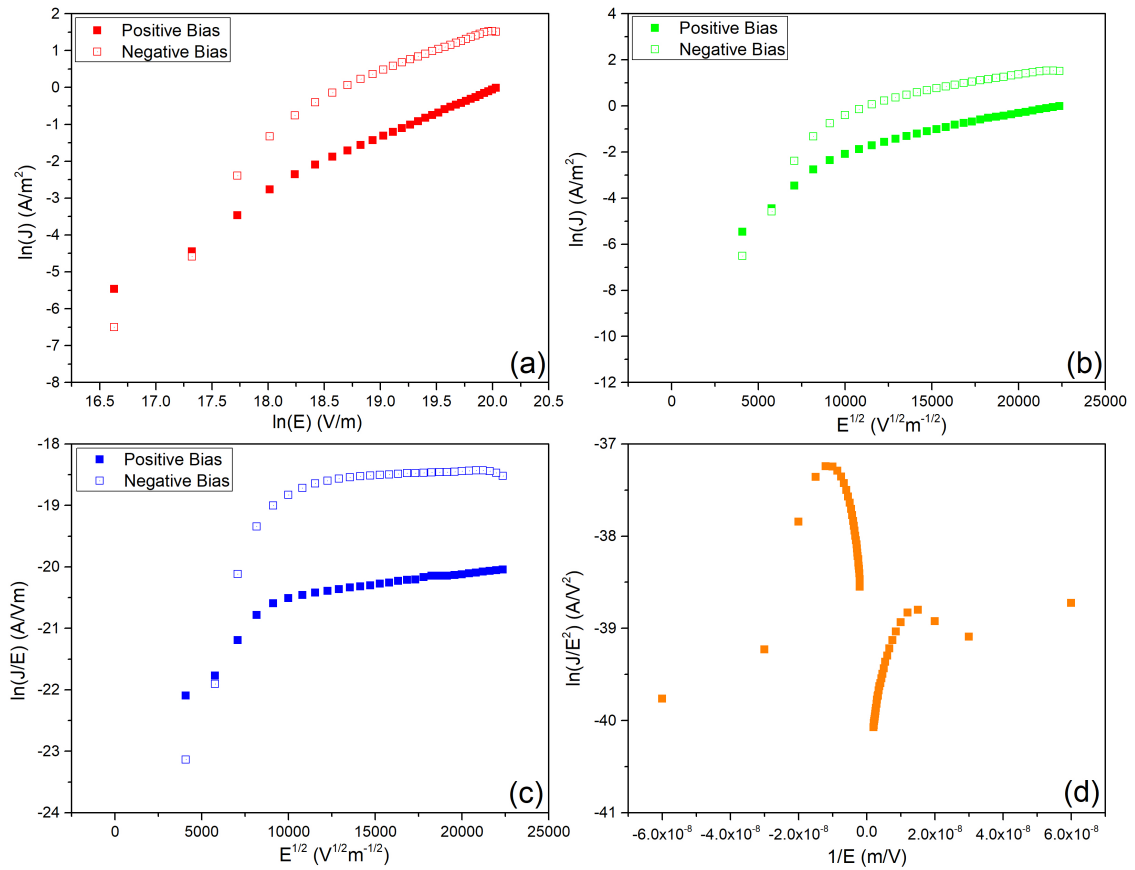 Positive Bias
Negative Bias
2
1
0
-1
-2
-3
-4
-5
-6
-7
-8
ln(J) (A/m²)
16.5 17.0 17.5 18.0 18.5 19.0 19.5 20.0 20.5
ln(E) (V/m)
(a)
Positive Bias
Negative Bias
4
2
0
-2
-4
-6
-8
-10
-12
ln(J) (A/m²)
0 5000 10000 15000 20000 25000
E^1/2 (V^1/2m^-1/2)
(b)
Positive Bias
Negative Bias
-18
-19
-20
-21
-22
-23
-24
ln(J/E) (A/Vm)
0 5000 10000 15000 20000 25000
E^1/2 (V^1/2m^-1/2)
(c)
-37
-38
-39
-40
-41
ln(J/E²) (A/V²)
-6.0x10⁻⁸ -4.0x10⁻⁸ -2.0x10⁻⁸ 0.0 2.0x10⁻⁸ 4.0x10⁻⁸ 6.0x10⁻⁸
1/E (m/V)
(d)